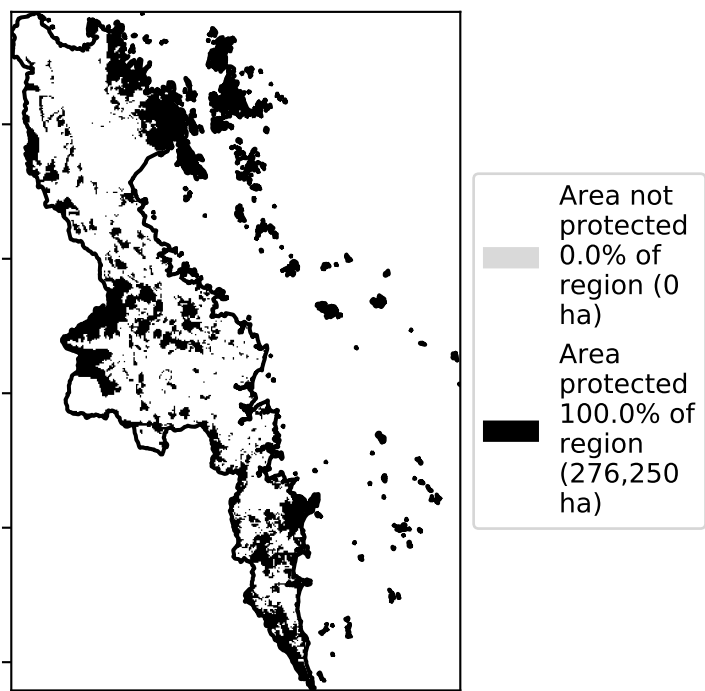 Area not
protected
0.0% of
region (0
ha)
Area
protected
100.0% of
region
(276,250
ha)